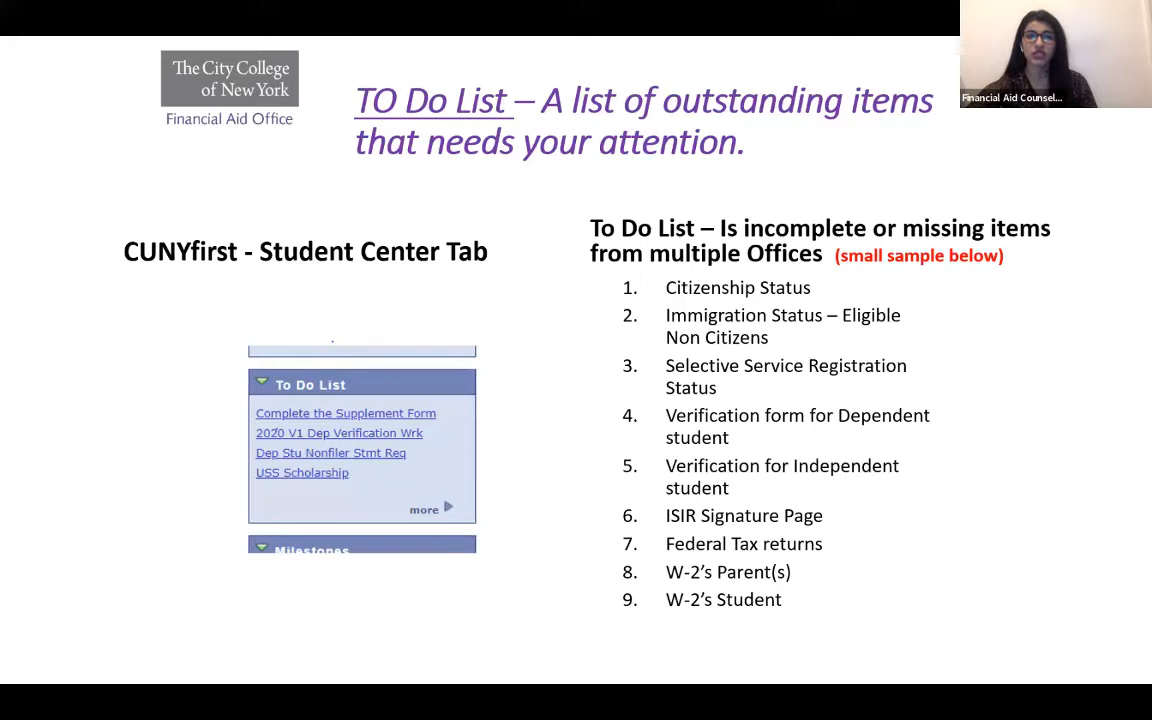 The City College
of New York
Financial Aid Office
TO Do List – A list of outstanding items
that needs your attention.
Financial Aid Counsel...
CUNYfirst - Student Center Tab
To Do List
Complete the Supplement Form
2020 V1 Dep Verification Wrk
Dep Stu Nonfiler Stmt Req
USS Scholarship
more
Milestones
To Do List – Is incomplete or missing items
from multiple Offices (small sample below)
1. Citizenship Status
2. Immigration Status – Eligible
Non Citizens
3. Selective Service Registration
Status
4. Verification form for Dependent
student
5. Verification for Independent
student
6. ISIR Signature Page
7. Federal Tax returns
8. W-2’s Parent(s)
9. W-2’s Student